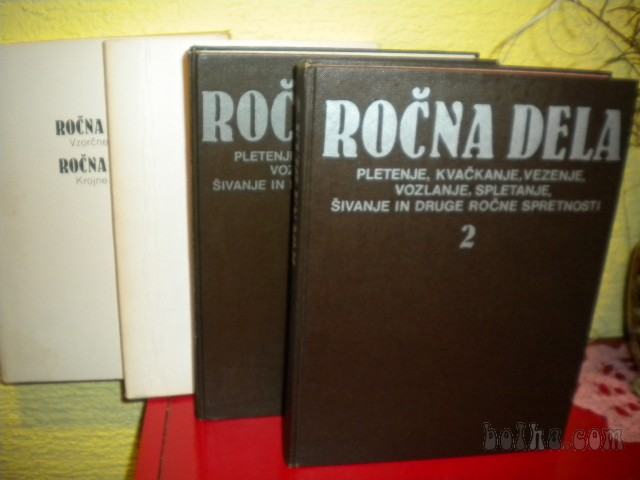 ROČNA
Vzorčne
ROČNA
Krojne
ROČN
PLETENJE
VOZ
ŠIVANJE IN
ROČNA DELA
PLETENJE, KVAČKANJE, VEZENJE,
VOZLANJE, SPLETANJE,
ŠIVANJE IN DRUGE ROČNE SPRETNOSTI
2
bolha.com